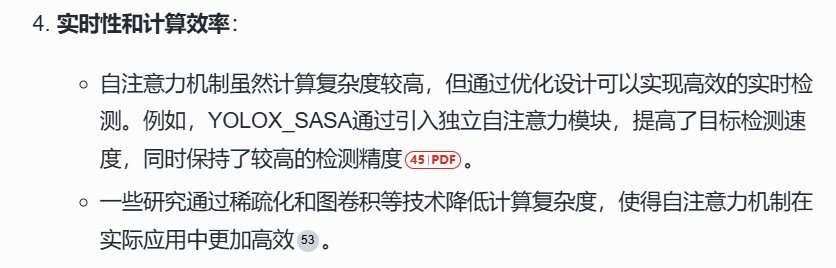 4. 实时性和计算效率：
自注意力机制虽然计算复杂度较高，但通过优化设计可以实现高效的实时检
测。例如，YOLOX_SASA通过引入独立自注意力模块，提高了目标检测速
度，同时保持了较高的检测精度 45|PDF 。
一些研究通过稀疏化和图卷积等技术降低计算复杂度，使得自注意力机制在
实际应用中更加高效 53 。